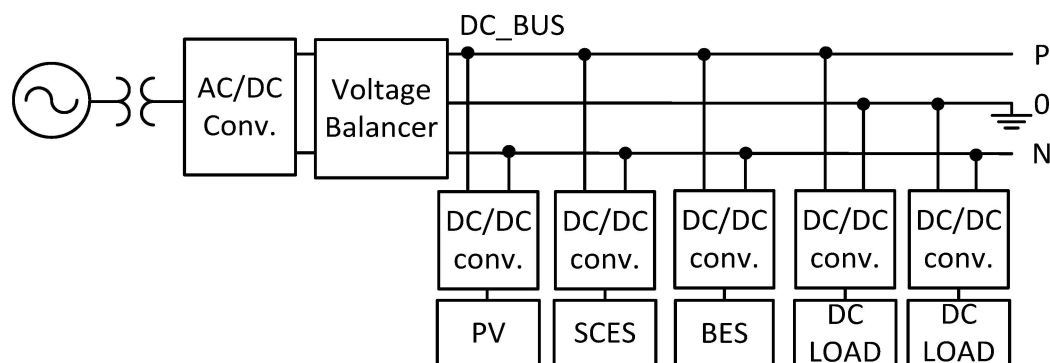 DC_BUS
P
AC/DC
Conv.
Voltage
Balancer
0
N
DC/DC
conv.
DC/DC
conv.
DC/DC
conv.
DC/DC
conv.
DC/DC
conv.
PV
SCES
BES
DC
LOAD
DC
LOAD